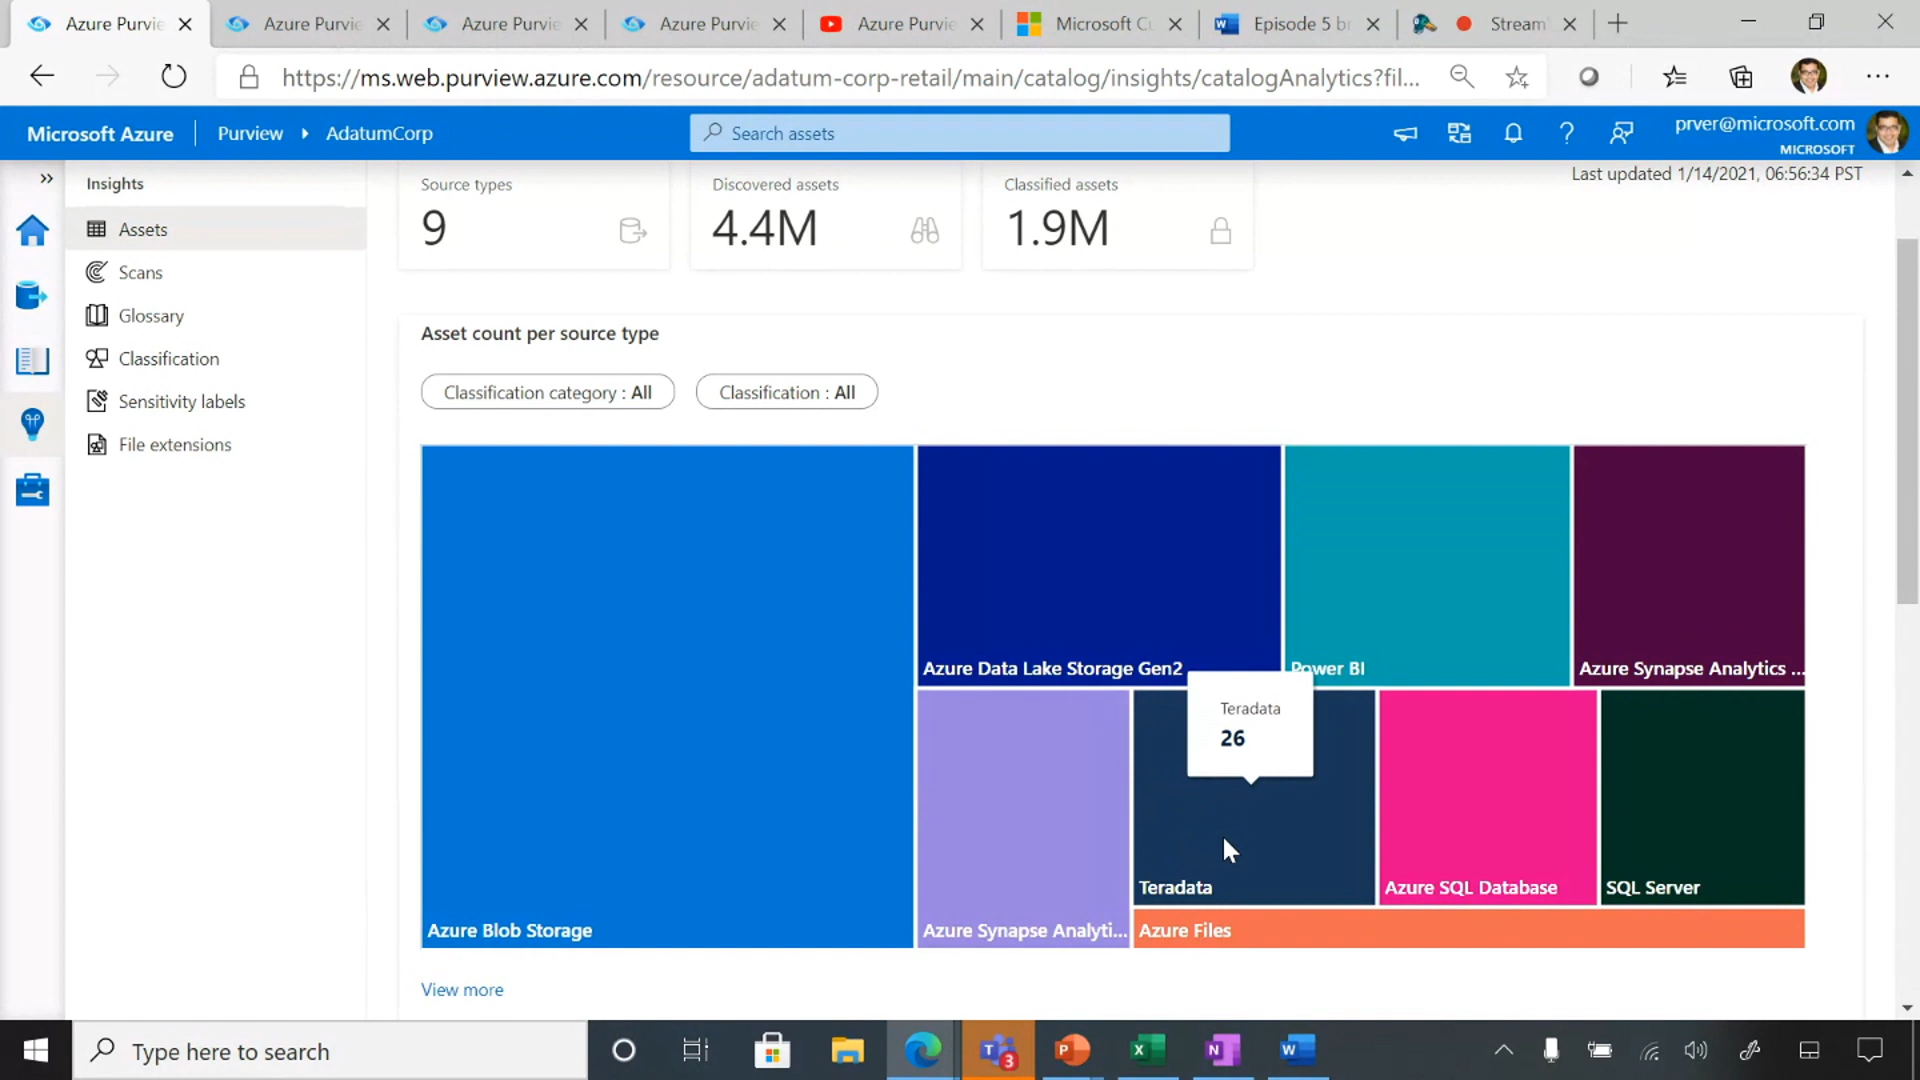 Azure Purvie
Azure Purvie
Azure Purvie
Azure Purvie
Azure Purvie
Microsoft Cu
Episode 5 br
Stream
https://ms.web.purview.azure.com/resource/adatum-corp-retail/main/catalog/insights/catalogAnalytics?fil...
Microsoft Azure
Purview
AdatumCorp
Search assets
prver@microsoft.com
MICROSOFT
Last updated 1/14/2021, 06:56:34 PST
Insights
Assets
Scans
Glossary
Classification
Sensitivity labels
File extensions
Source types
9
Discovered assets
4.4M
Classified assets
1.9M
Asset count per source type
Classification category : All
Classification : All
Azure Data Lake Storage Gen2
Power BI
Azure Synapse Analytics ...
Teradata
26
Teradata
Azure SQL Database
SQL Server
Azure Blob Storage
Azure Synapse Analyti...
Azure Files
View more
Type here to search
3